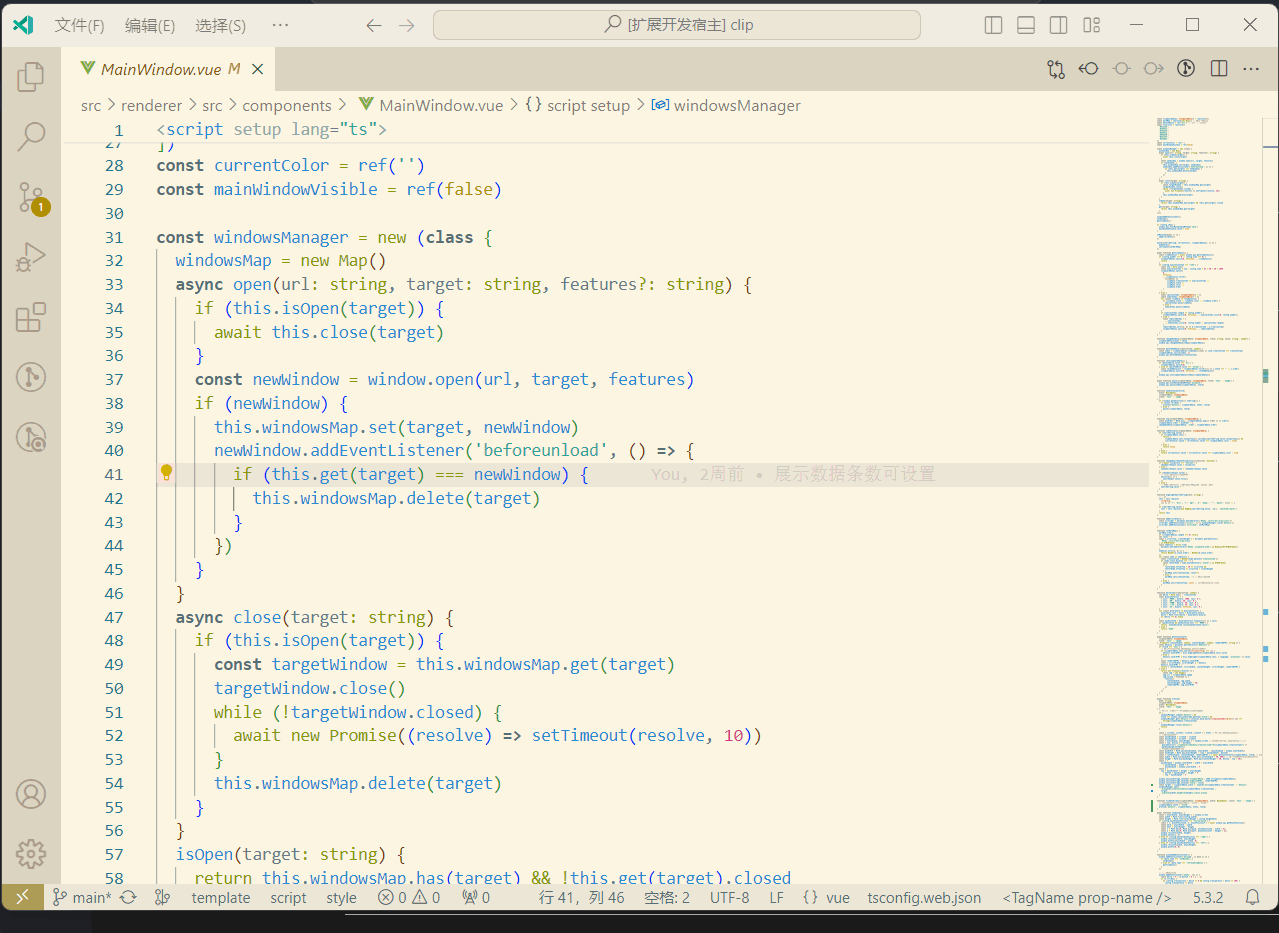 文件(F) 编辑(E) 选择(S) ··· [扩展开发宿主] clip
MainWindow.vue M
src > renderer > src > components > MainWindow.vue > {} script setup > windowsManager
1 <script setup lang="ts">
27 ])
28 const currentColor = ref('')
29 const mainWindowVisible = ref(false)
30
31 const windowsManager = new (class {
32 windowsMap = new Map()
33 async open(url: string, target: string, features?: string) {
34 if (this.isOpen(target)) {
35 await this.close(target)
36 }
37 const newWindow = window.open(url, target, features)
38 if (newWindow) {
39 this.windowsMap.set(target, newWindow)
40 newWindow.addEventListener('beforeunload', () => {
41 if (this.get(target) === newWindow) { You, 2周前 • 展示数据条数可设置
42 this.windowsMap.delete(target)
43 }
44 })
45 }
46 }
47 async close(target: string) {
48 if (this.isOpen(target)) {
49 const targetWindow = this.windowsMap.get(target)
50 targetWindow.close()
51 while (!targetWindow.closed) {
52 await new Promise((resolve) => setTimeout(resolve, 10))
53 }
54 this.windowsMap.delete(target)
55 }
56 }
57 isOpen(target: string) {
58 return this.windowsMap.has(target) && !this.get(target).closed
1
main* template script style 0 0 0 行 41，列 46 空格: 2 UTF-8 LF {} vue tsconfig.web.json <TagName prop-name /> 5.3.2